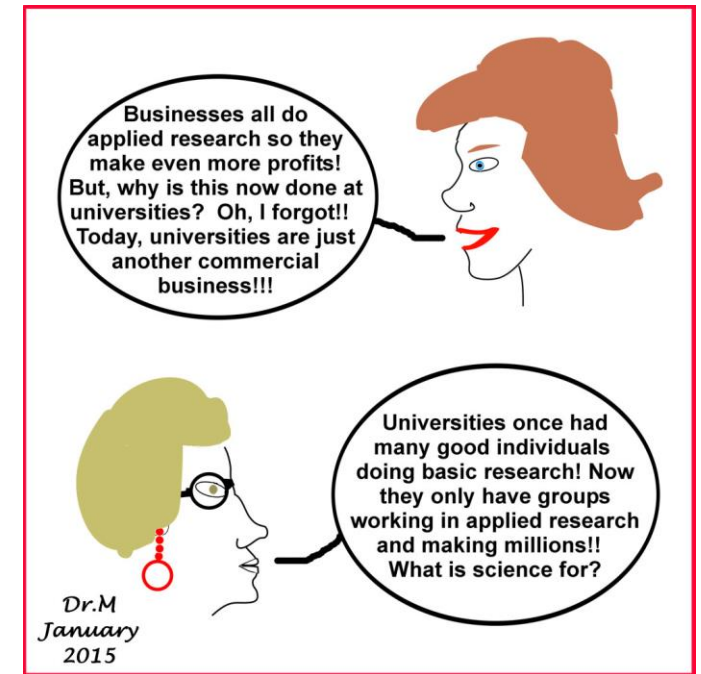 Businesses all do
applied research so they
make even more profits!
But, why is this now done at
universities?  Oh, I forgot!!
Today, universities are just
another commercial
business!!!
Universities once had
many good individuals
doing basic research! Now
they only have groups
working in applied research
and making millions!!
What is science for?
Dr.M
January
2015